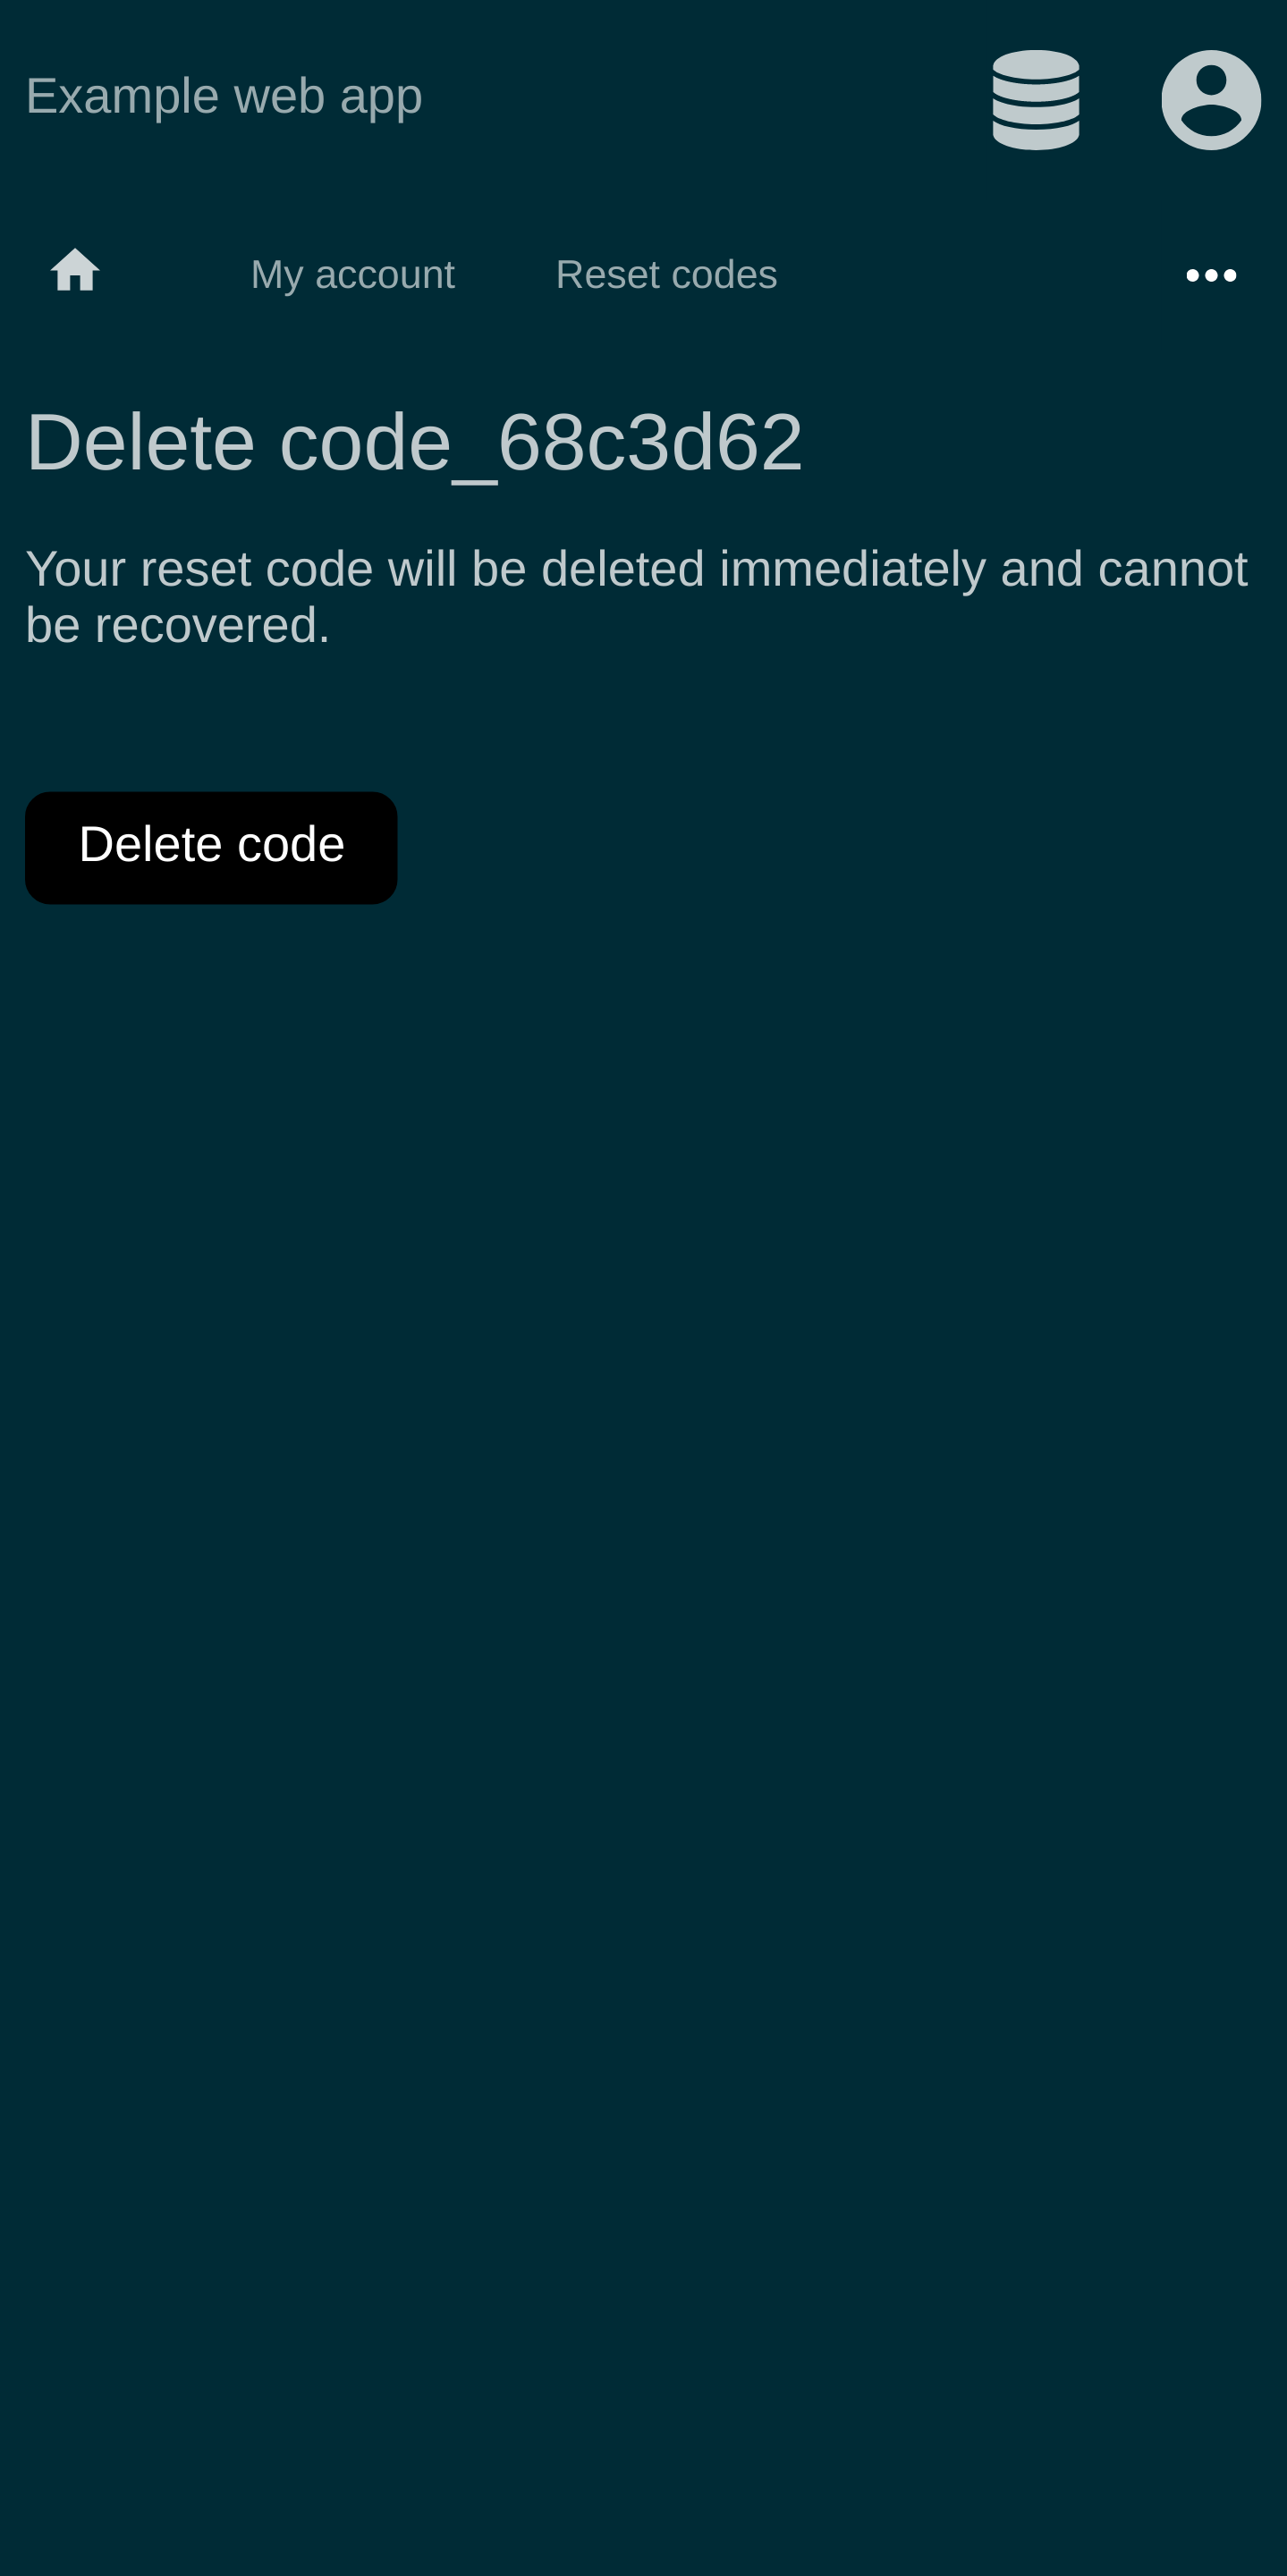 Example web app
My account Reset codes
Delete code_68c3d62
Your reset code will be deleted immediately and cannot
be recovered.
Delete code